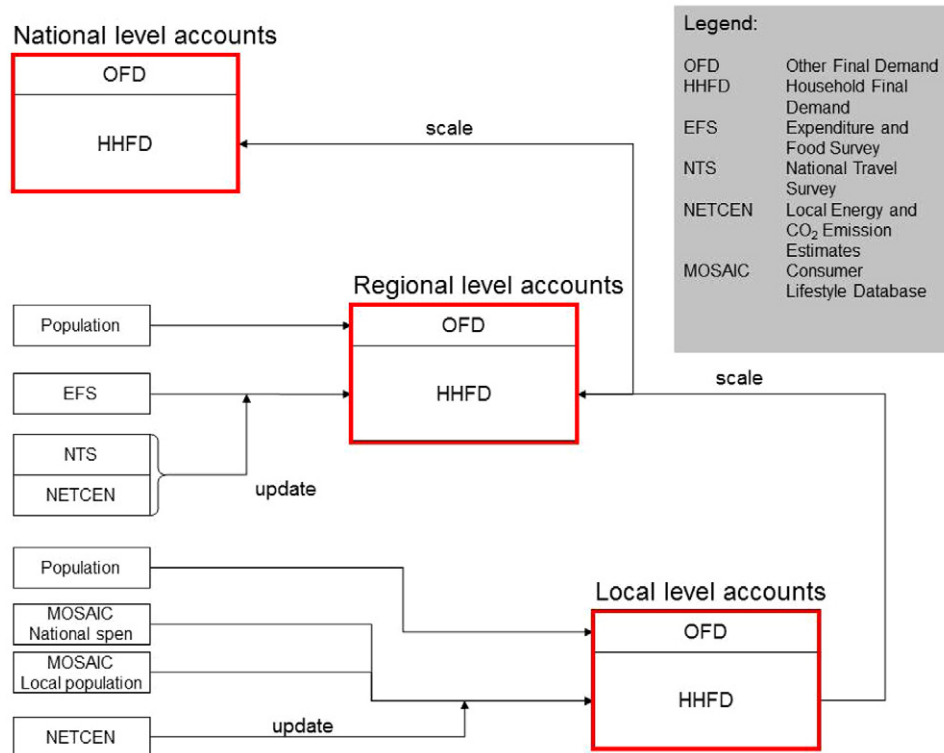 National level accounts
OFD
HHFD
scale
Legend:
OFD Other Final Demand
HHFD Household Final
Demand
EFS Expenditure and
Food Survey
NTS National Travel
Survey
NETCEN Local Energy and
CO₂ Emission
Estimates
MOSAIC Consumer
Lifestyle Database
Regional level accounts
Population
OFD
EFS
HHFD
scale
NTS
NETCEN
update
Population
Local level accounts
MOSAIC
National spen
OFD
MOSAIC
Local population
HHFD
NETCEN
update